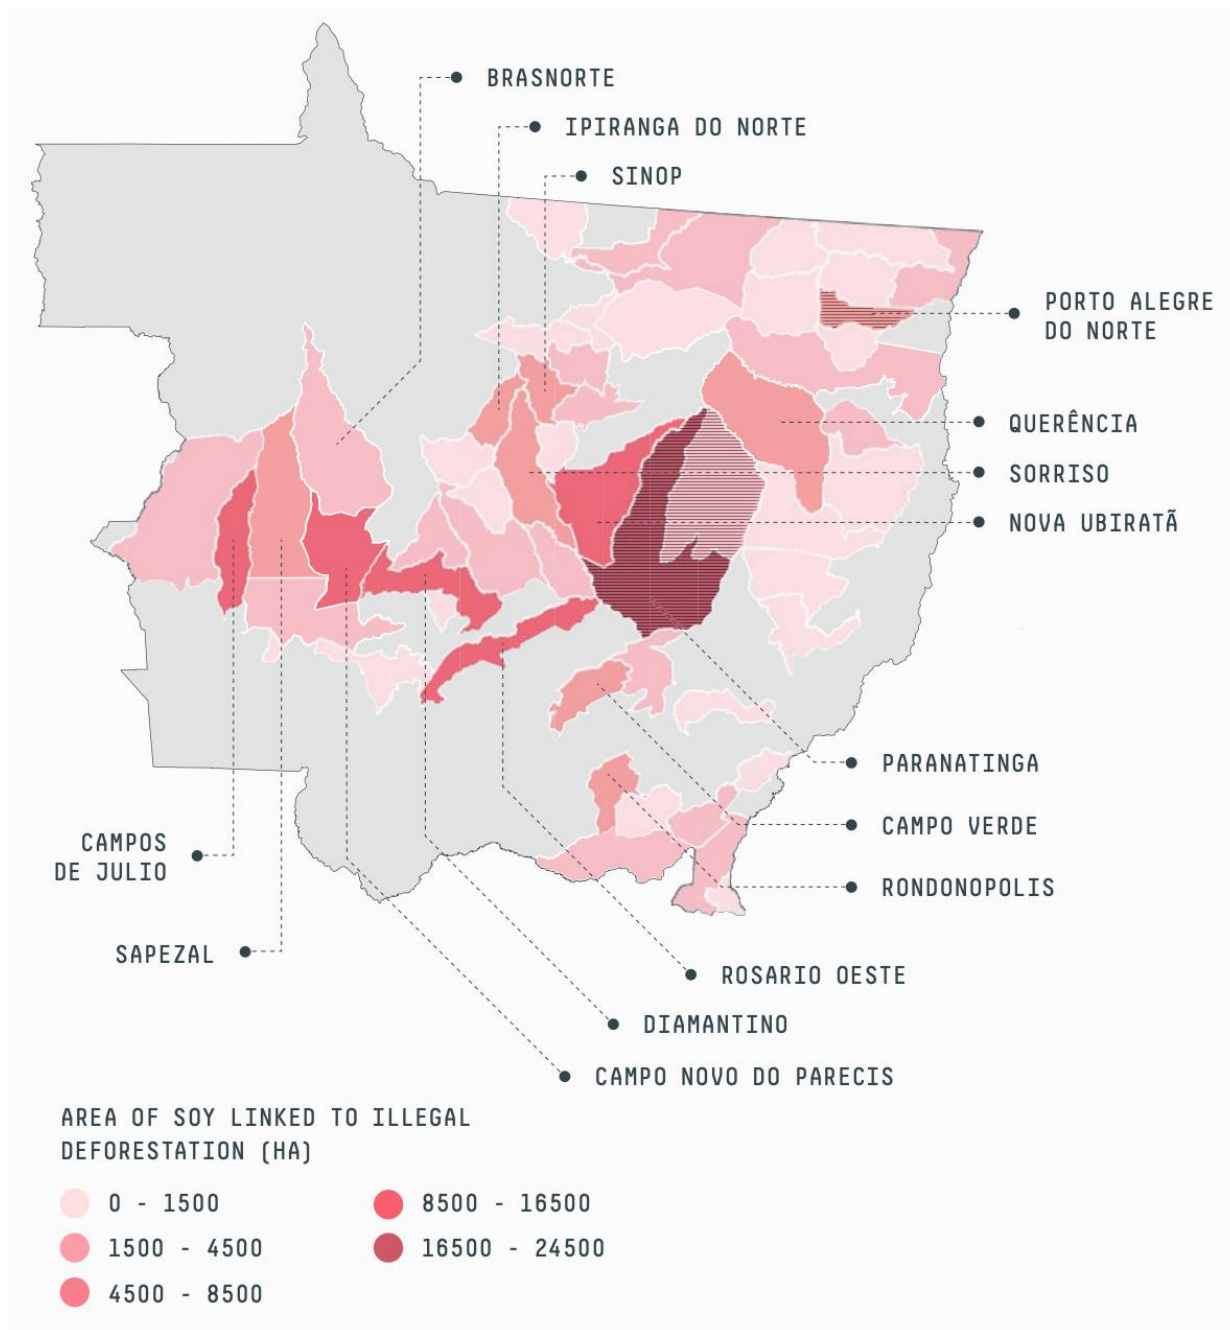 BRASNORTE
IPIRANGA DO NORTE
SINOP
PORTO ALEGRE
DO NORTE
QUERÊNCIA
SORRISO
NOVA UBIRATÃ
PARANATINGA
CAMPO VERDE
RONDONOPOLIS
CAMPOS
DE JULIO
SAPEZAL
ROSARIO OESTE
DIAMANTINO
CAMPO NOVO DO PARECIS
AREA OF SOY LINKED TO ILLEGAL
DEFORESTATION (HA)
0 - 1500
1500 - 4500
4500 - 8500
8500 - 16500
16500 - 24500